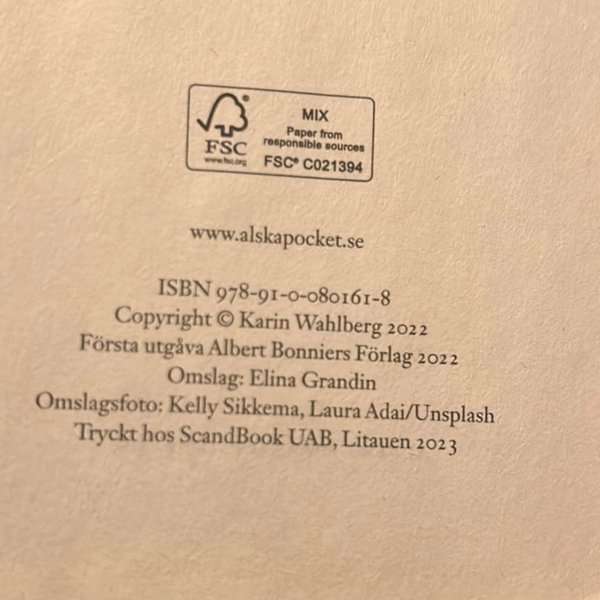 FSC
www.fsc.org
MIX
Paper from
responsible sources
FSC® C021394
www.alskapocket.se
ISBN 978-91-0-080161-8
Copyright © Karin Wahlberg 2022
Första utgåva Albert Bonniers Förlag 2022
Omslag: Elina Grandin
Omslagsfoto: Kelly Sikkema, Laura Adai/Unsplash
Tryckt hos ScandBook UAB, Litauen 2023